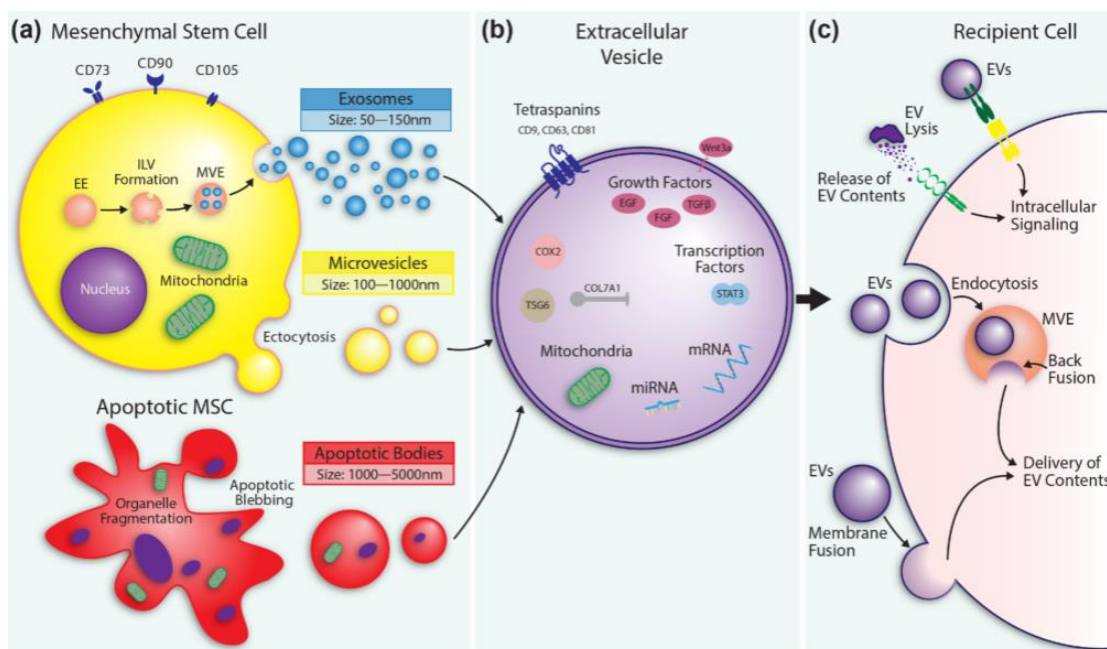 (a) Mesenchymal Stem Cell
CD73
CD90
CD105
Exosomes
Size: 50—150nm
EE
ILV
Formation
MVE
Nucleus
Mitochondria
Microvesicles
Size: 100—1000nm
Ectocytosis
Apoptotic MSC
Organelle
Fragmentation
Apoptotic
Blebbing
Apoptotic Bodies
Size: 1000—5000nm
(b) Extracellular
Vesicle
Tetraspanins
CD9, CD63, CD81
Wnt3a
Growth Factors
EGF
FGF
TGFβ
COX2
Transcription
Factors
TSG6
COL7A1
STAT3
Mitochondria
miRNA
mRNA
(c) Recipient Cell
EVs
EV
Lysis
Release of
EV Contents
Intracellular
Signaling
EVs
Endocytosis
MVE
Back
Fusion
EVs
Delivery of
EV Contents
Membrane
Fusion